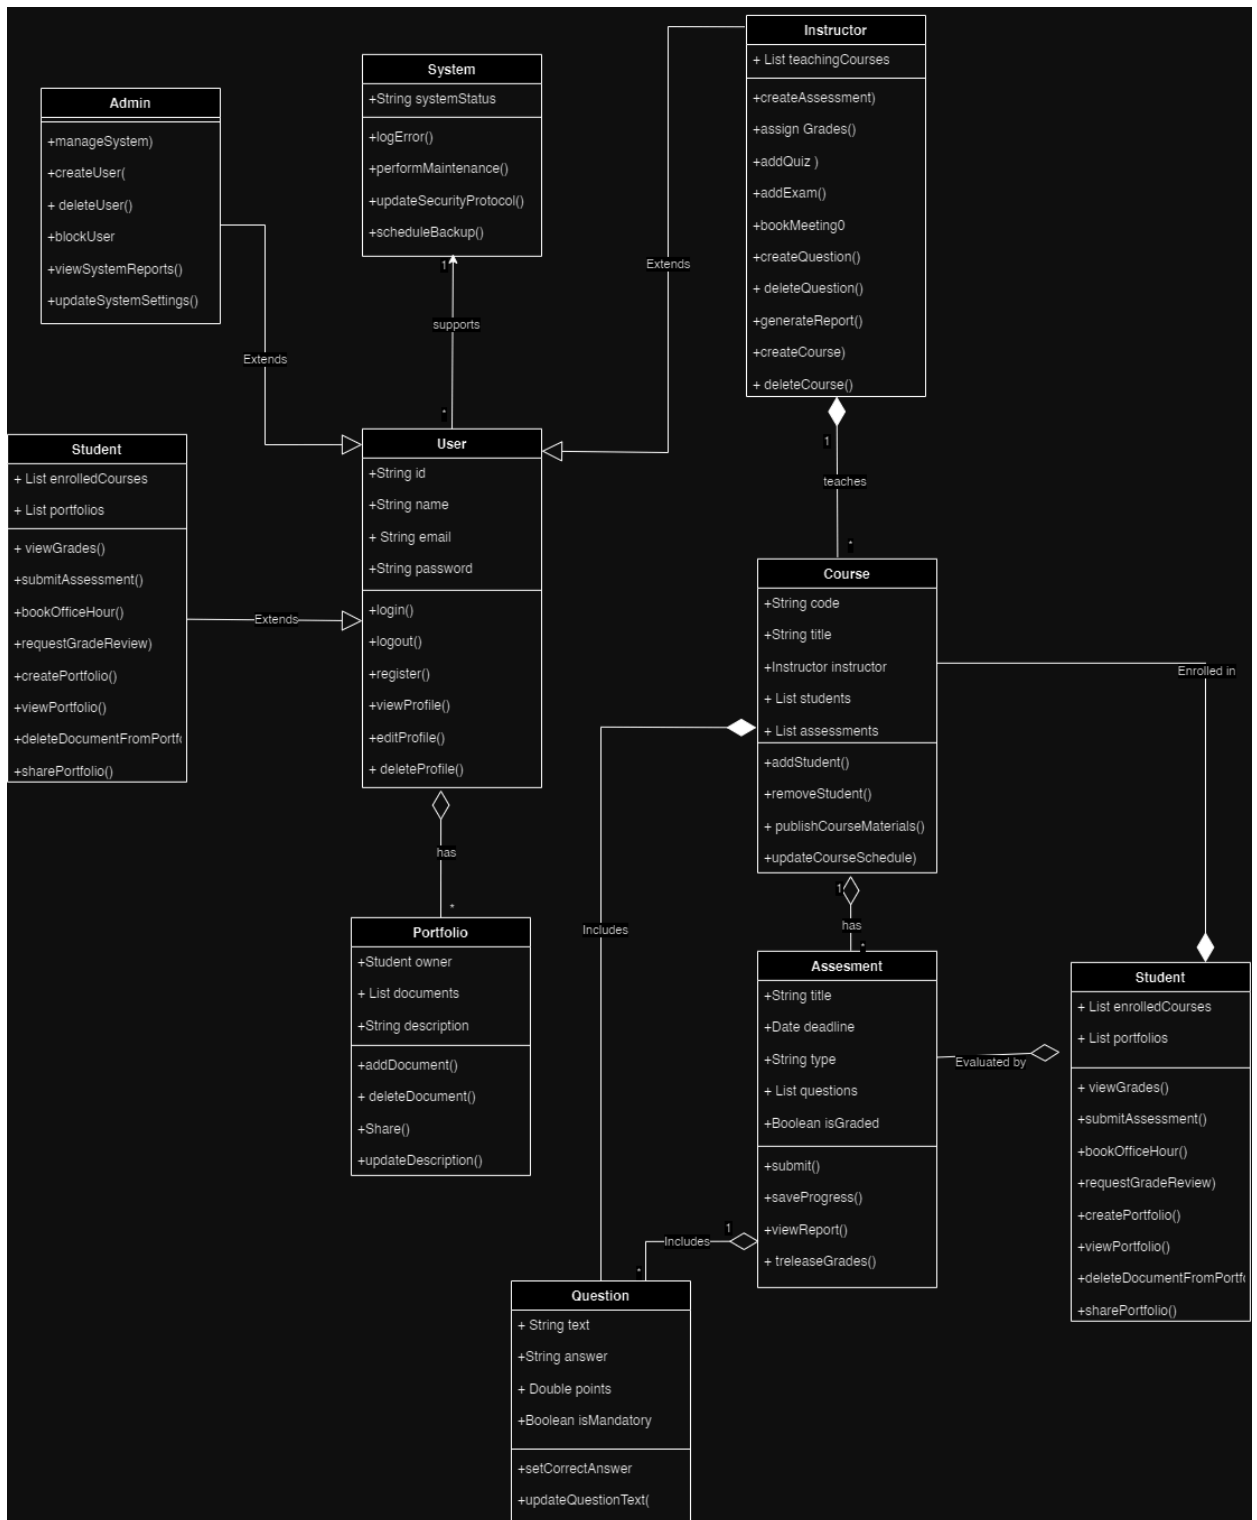 Instructor
+ List teachingCourses
+createAssessment)
+assign Grades()
+addQuiz )
+addExam()
+bookMeeting0
+createQuestion()
+ deleteQuestion()
+generateReport()
+createCourse)
+ deleteCourse()
System
+String systemStatus
+logError()
+performMaintenance()
+updateSecurityProtocol()
+scheduleBackup()
1
supports
*
Admin
+manageSystem)
+createUser(
+ deleteUser()
+blockUser
+viewSystemReports()
+updateSystemSettings()
Extends
Extends
1
teaches
*
Student
+ List enrolledCourses
+ List portfolios
+ viewGrades()
+submitAssessment()
+bookOfficeHour()
+requestGradeReview)
+createPortfolio()
+viewPortfolio()
+deleteDocumentFromPortf
+sharePortfolio()
Extends
User
+String id
+String name
+ String email
+String password
+login()
+logout()
+register()
+viewProfile()
+editProfile()
+ deleteProfile()
has
*
Course
+String code
+String title
+Instructor instructor
+ List students
+ List assessments
+addStudent()
+removeStudent()
+ publishCourseMaterials()
+updateCourseSchedule)
Enrolled in
Includes
1
has
*
Portfolio
+Student owner
+ List documents
+String description
+addDocument()
+ deleteDocument()
+Share()
+updateDescription()
Assesment
+String title
+Date deadline
+String type
+ List questions
+Boolean isGraded
+submit()
+saveProgress()
+viewReport()
+ treleaseGrades()
Evaluated by
Student
+ List enrolledCourses
+ List portfolios
+ viewGrades()
+submitAssessment()
+bookOfficeHour()
+requestGradeReview)
+createPortfolio()
+viewPortfolio()
+deleteDocumentFromPortf
+sharePortfolio()
1
Includes
*
Question
+ String text
+String answer
+ Double points
+Boolean isMandatory
+setCorrectAnswer
+updateQuestionText(